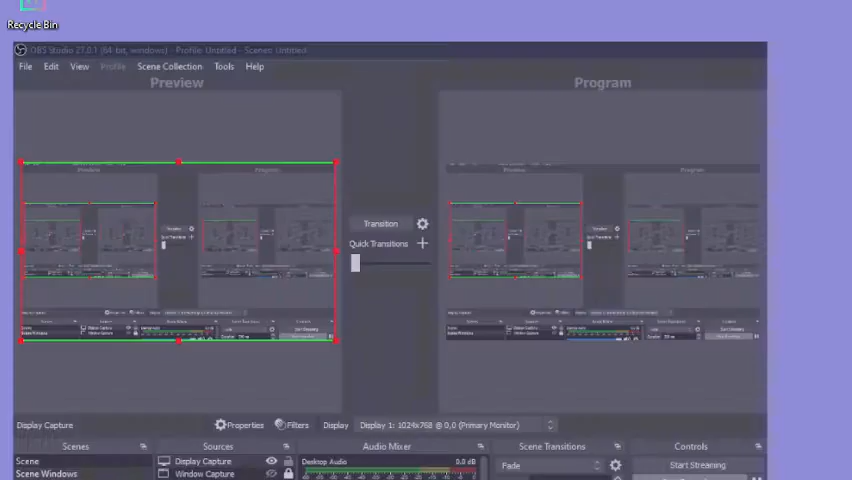 Recycle Bin
OBS Studio 27.0.1 (64-bit, windows) - Profile: Untitled - Scenes: Untitled
File Edit View Profile Scene Collection Tools Help
Preview Program
Transition
Quick Transitions
Display Capture Properties Filters Display Display 1: 1024x768 @ 0,0 (Primary Monitor)
Scenes Sources Audio Mixer Scene Transitions Controls
Scene Display Capture Desktop Audio 0.0 dB Fade Start Streaming
Scene Windows Window Capture